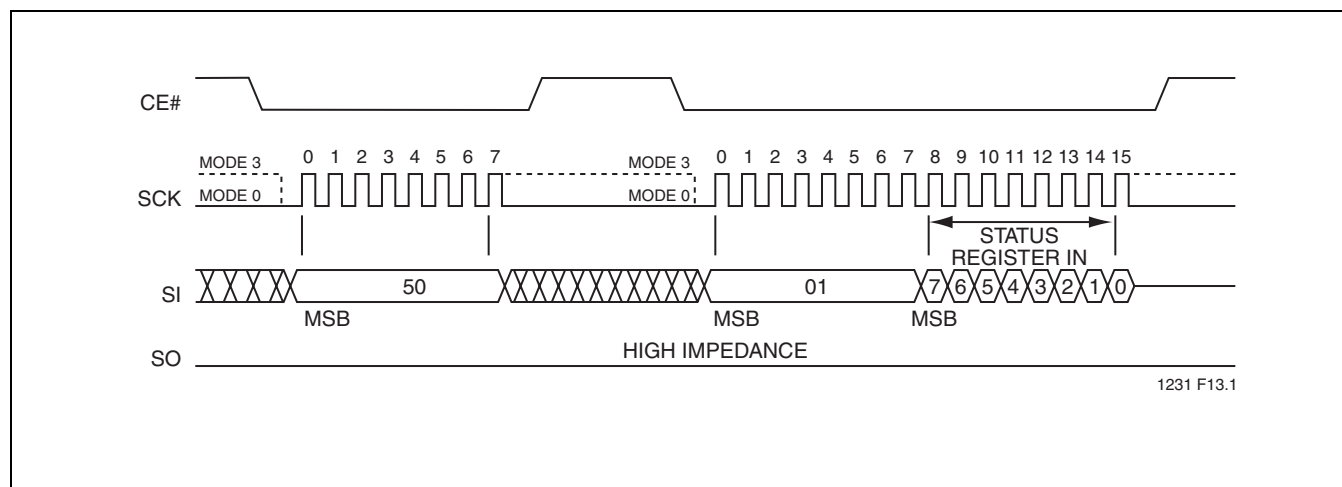 CE#
MODE 3 0 1 2 3 4 5 6 7 MODE 3 0 1 2 3 4 5 6 7 8 9 10 11 12 13 14 15
SCK MODE 0 MODE 0
STATUS
REGISTER IN
SI 50 01 7 6 5 4 3 2 1 0
MSB MSB MSB
SO HIGH IMPEDANCE
1231 F13.1